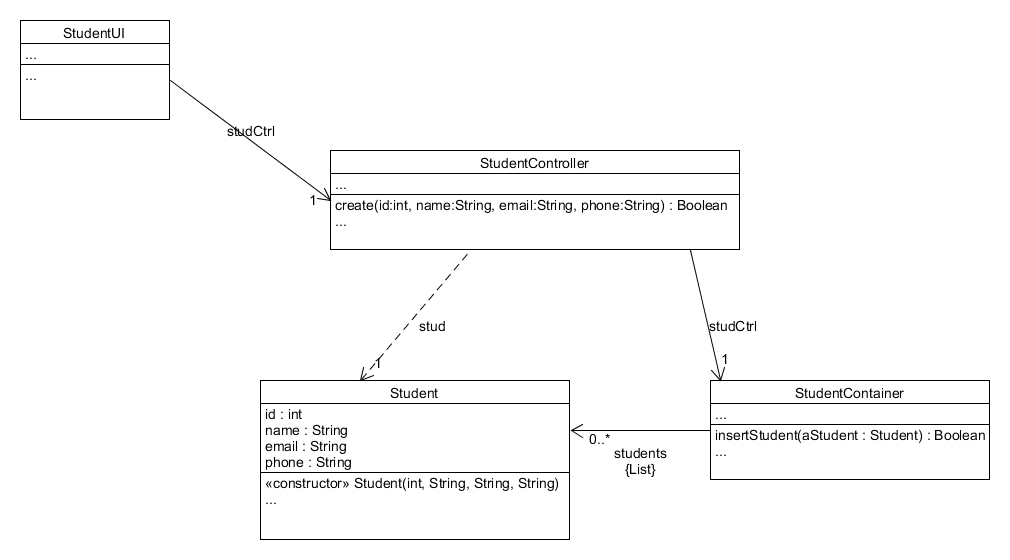 StudentUI
...
...
studCtrl
1
StudentController
...
create(id:int, name:String, email:String, phone:String) : Boolean
...
stud
1
studCtrl
1
Student
id : int
name : String
email : String
phone : String
«constructor» Student(int, String, String, String)
...
0..*
students
{List}
StudentContainer
...
insertStudent(aStudent : Student) : Boolean
...